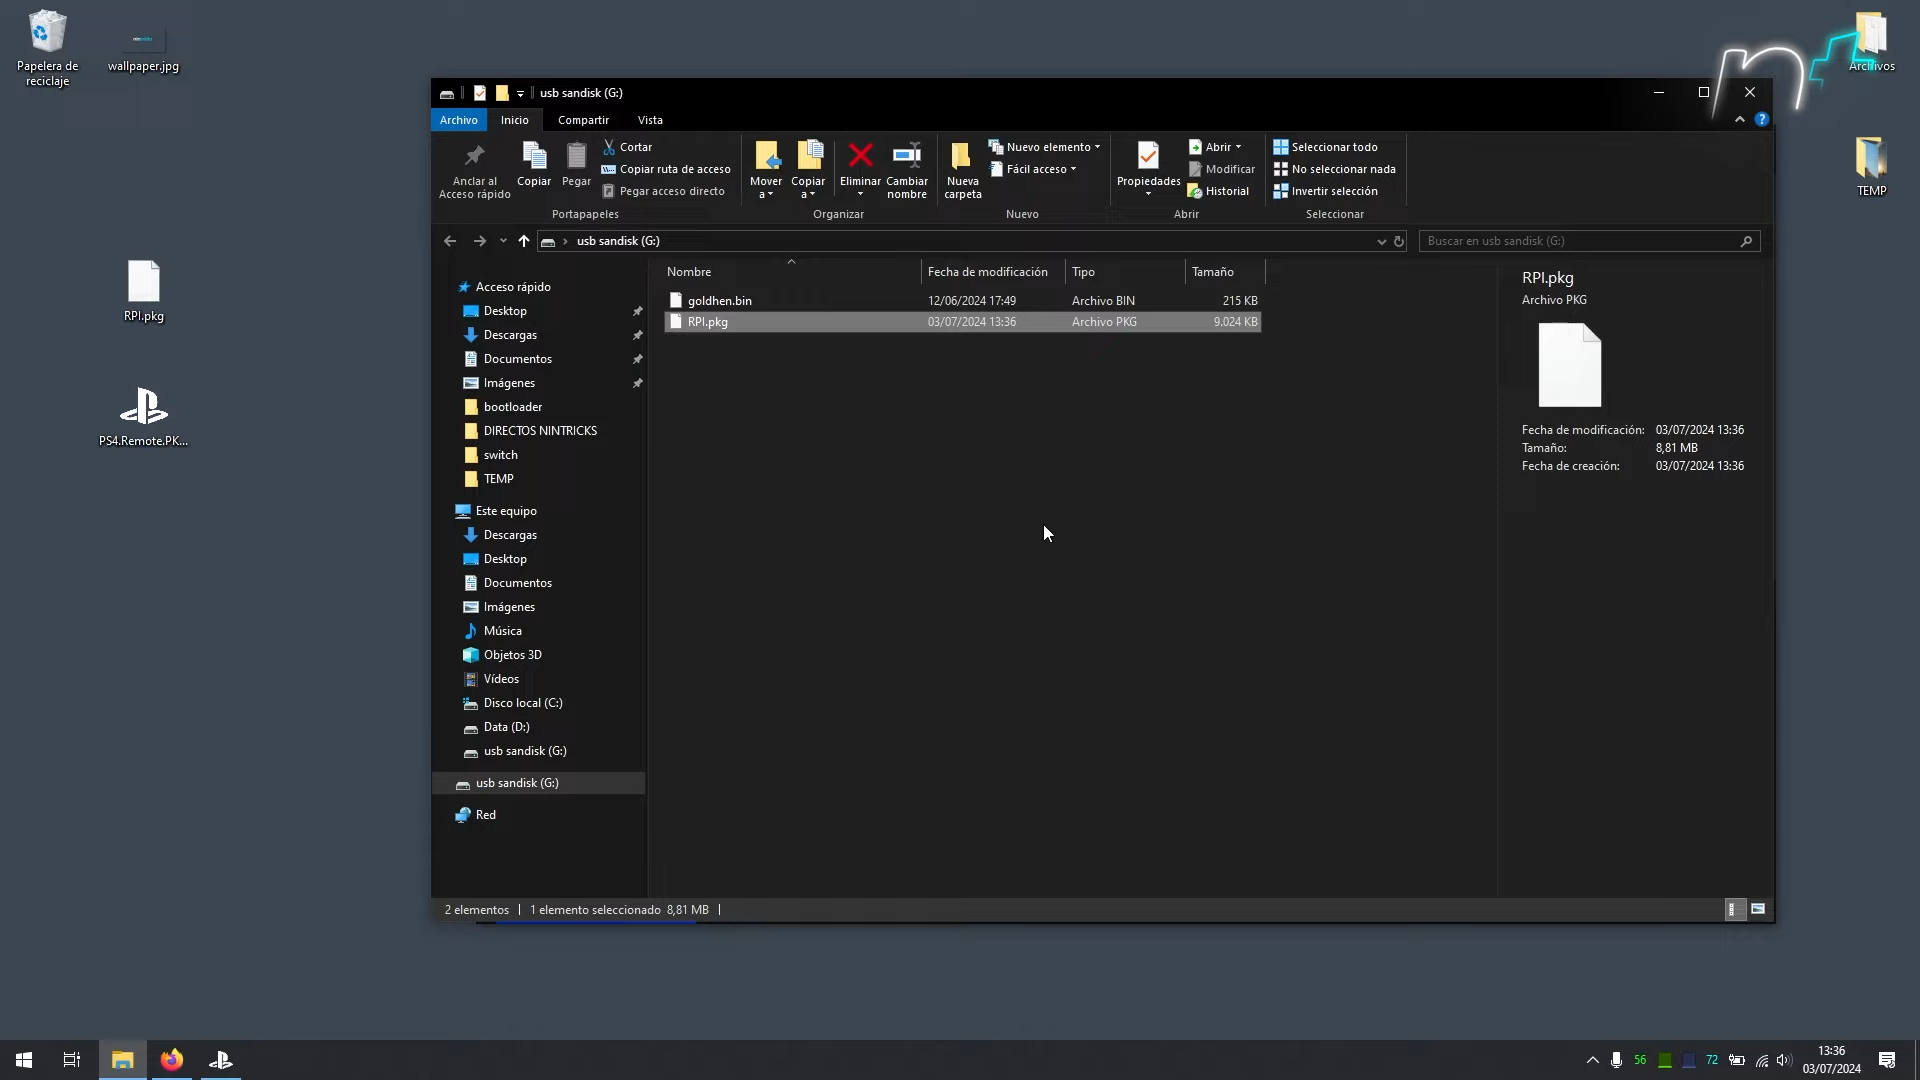 Papelera de
reciclaje
wallpaper.jpg
Archivos
TEMP
RPI.pkg
PS4.Remote.PK...
usb sandisk (G:)
Archivo
Inicio
Compartir
Vista
Anclar al
Acceso rápido
Copiar
Pegar
Cortar
Copiar ruta de acceso
Pegar acceso directo
Portapapeles
Mover
a
Copiar
a
Eliminar
Cambiar
nombre
Organizar
Nueva
carpeta
Nuevo elemento
Fácil acceso
Nuevo
Propiedades
Abrir
Modificar
Historial
Abrir
Seleccionar todo
No seleccionar nada
Invertir selección
Seleccionar
usb sandisk (G:)
Buscar en usb sandisk (G:)
Acceso rápido
Desktop
Descargas
Documentos
Imágenes
bootloader
DIRECTOS NINTRICKS
switch
TEMP
Este equipo
Descargas
Desktop
Documentos
Imágenes
Música
Objetos 3D
Vídeos
Disco local (C:)
Data (D:)
usb sandisk (G:)
usb sandisk (G:)
Red
Nombre Fecha de modificación Tipo Tamaño
goldhen.bin 12/06/2024 17:49 Archivo BIN 215 KB
RPI.pkg 03/07/2024 13:36 Archivo PKG 9.024 KB
RPI.pkg
Archivo PKG
Fecha de modificación: 03/07/2024 13:36
Tamaño: 8,81 MB
Fecha de creación: 03/07/2024 13:36
2 elementos 1 elemento seleccionado 8,81 MB
56
72
13:36
03/07/2024